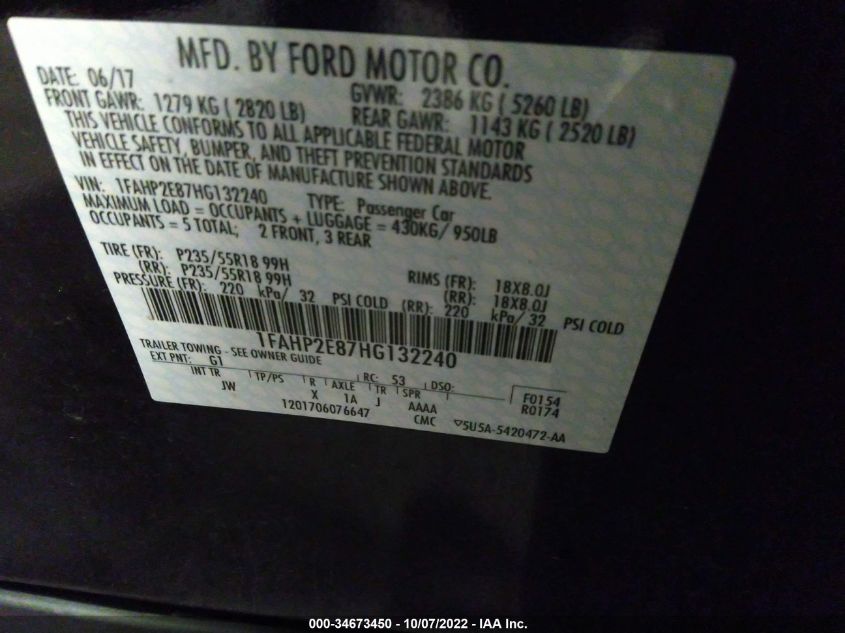 MFD. BY FORD MOTOR CO.
DATE: 06/17 GVWR: 2386 KG ( 5260 LB)
FRONT GAWR: 1279 KG ( 2820 LB) REAR GAWR: 1143 KG ( 2520 LB)
THIS VEHICLE CONFORMS TO ALL APPLICABLE FEDERAL MOTOR
VEHICLE SAFETY, BUMPER, AND THEFT PREVENTION STANDARDS
IN EFFECT ON THE DATE OF MANUFACTURE SHOWN ABOVE.
VIN: 1FAHP2E87HG132240 TYPE: Passenger Car
MAXIMUM LOAD = OCCUPANTS + LUGGAGE = 430KG/ 950LB
OCCUPANTS = 5 TOTAL; 2 FRONT, 3 REAR
TIRE (FR): P235/55R18 99H RIMS (FR): 18X8.0J
(RR): P235/55R18 99H (RR): 18X8.0J
PRESSURE (FR): 220 kPa/ 32 PSI COLD (RR): 220 kPa/ 32 PSI COLD
1FAHP2E87HG132240
TRAILER TOWING - SEE OWNER GUIDE
EXT PNT: G1 RC: 53 DSO: F0154
INT TR TP/PS R AXLE TR SPR R0174
JW X 1A J AAAA
1201706076647 CMC ▽5U5A-5420472-AA
000-34673450 - 10/07/2022 - IAA Inc.